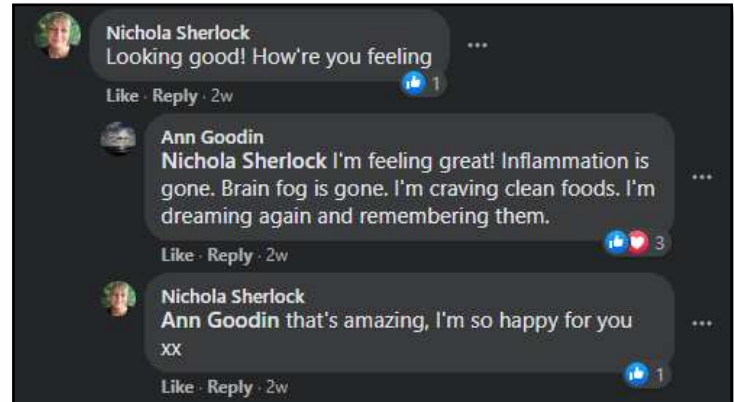 Nichola Sherlock
Looking good! How're you feeling
1
Like · Reply · 2w
Ann Goodin
Nichola Sherlock I'm feeling great! Inflammation is
gone. Brain fog is gone. I'm craving clean foods. I'm
dreaming again and remembering them.
3
Like · Reply · 2w
Nichola Sherlock
Ann Goodin that's amazing, I'm so happy for you
xx
1
Like · Reply · 2w